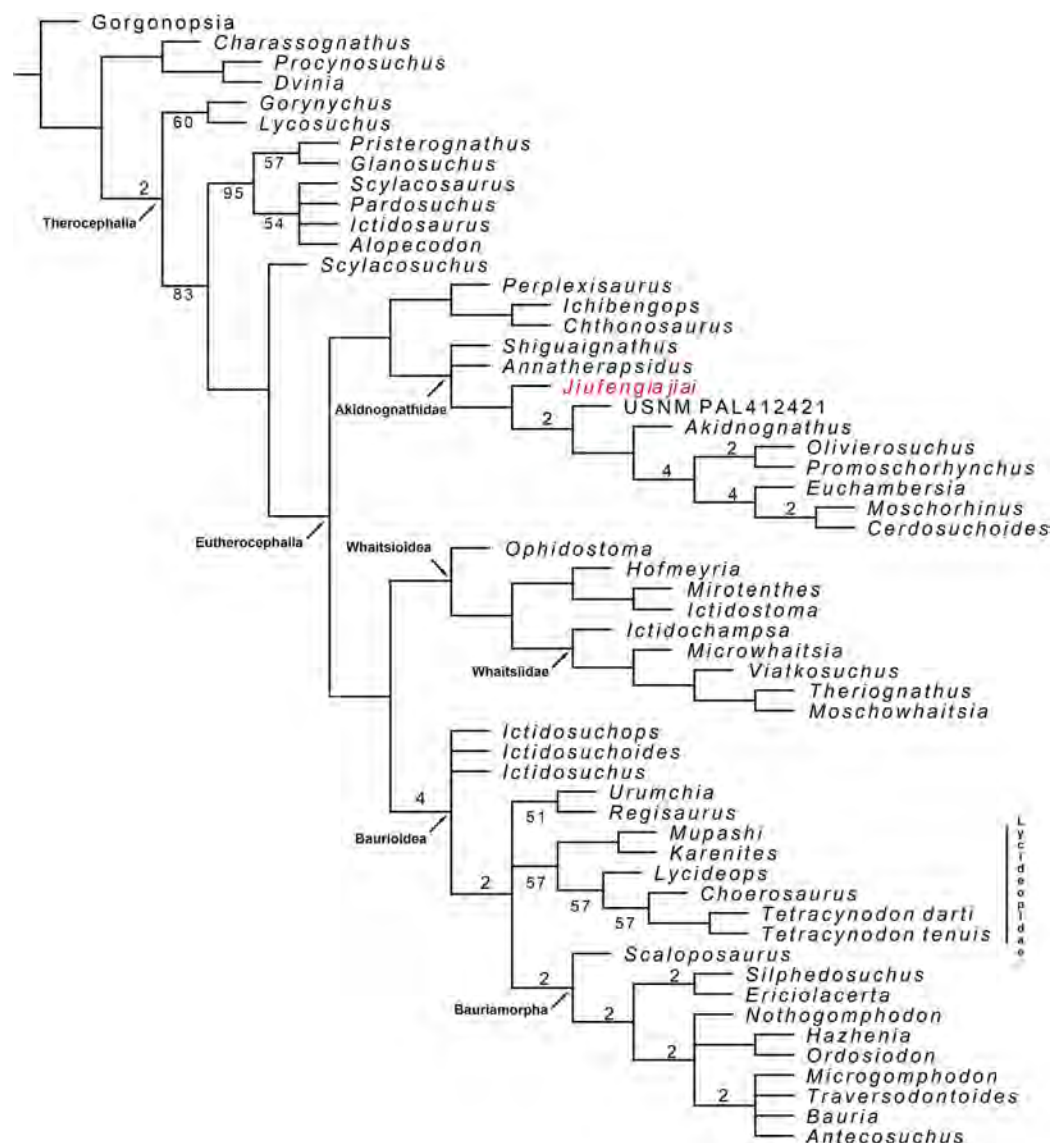 Gorgonopsia
Charassognathus
Procynosuchus
Dvinia
Gorynychus
60
Lycosuchus
Pristerognathus
57
Glanosuchus
Scylacosaurus
2
95
Pardosuchus
Therocephalia
54
Ictidosaurus
Alopecodon
Scylacosuchus
83
Perplexisaurus
Ichibengops
Chthonosaurus
Shiguaignathus
Annatherapsidus
Jiufengiajiai
Akidnognathidae
USNM PAL412421
2
Akidnognathus
2
Olivierosuchus
4
Promoschorhynchus
4
Euchambersia
2
Moschorhinus
Cerdosuchoides
Eutherocephalia
Whaitsioidea
Ophidostoma
Hofmeyria
Mirotenthes
Ictidostoma
Ictidochampsa
Microwhaitsia
Whaitsiidae
Viatkosuchus
Theriognathus
Moschowhaitsia
Ictidosuchops
Ictidosuchoides
Ictidosuchus
4
Urumchia
51
Regisaurus
Baurioidea
Mupashi
Karenites
2
57
Lycideops
57
Choerosaurus
57
Tetracynodon darti
Tetracynodon tenuis
Lycideopidae
Scaloposaurus
2
2
Silphedosuchus
Bauriamorpha
Ericiolacerta
2
Nothogomphodon
Hazhenia
2
Ordosiodon
Microgomphodon
2
Traversodontoides
Bauria
Antecosuchus